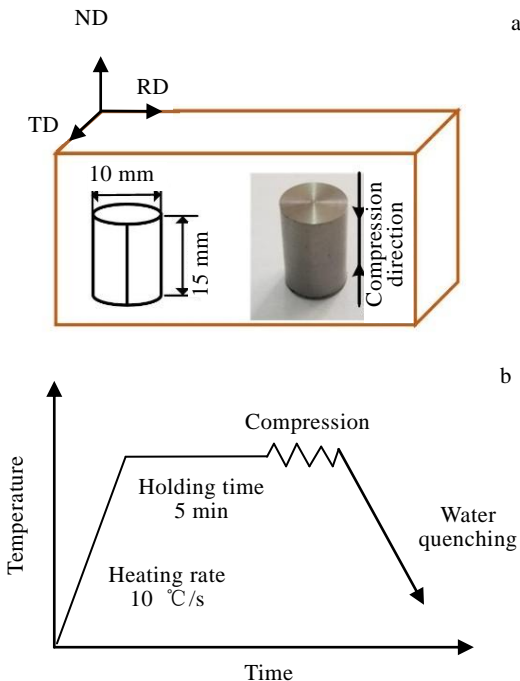 ND
a
RD
TD
10 mm
15 mm
Compression
direction
b
Compression
Holding time
5 min
Heating rate
10 ℃/s
Water
quenching
Temperature
Time